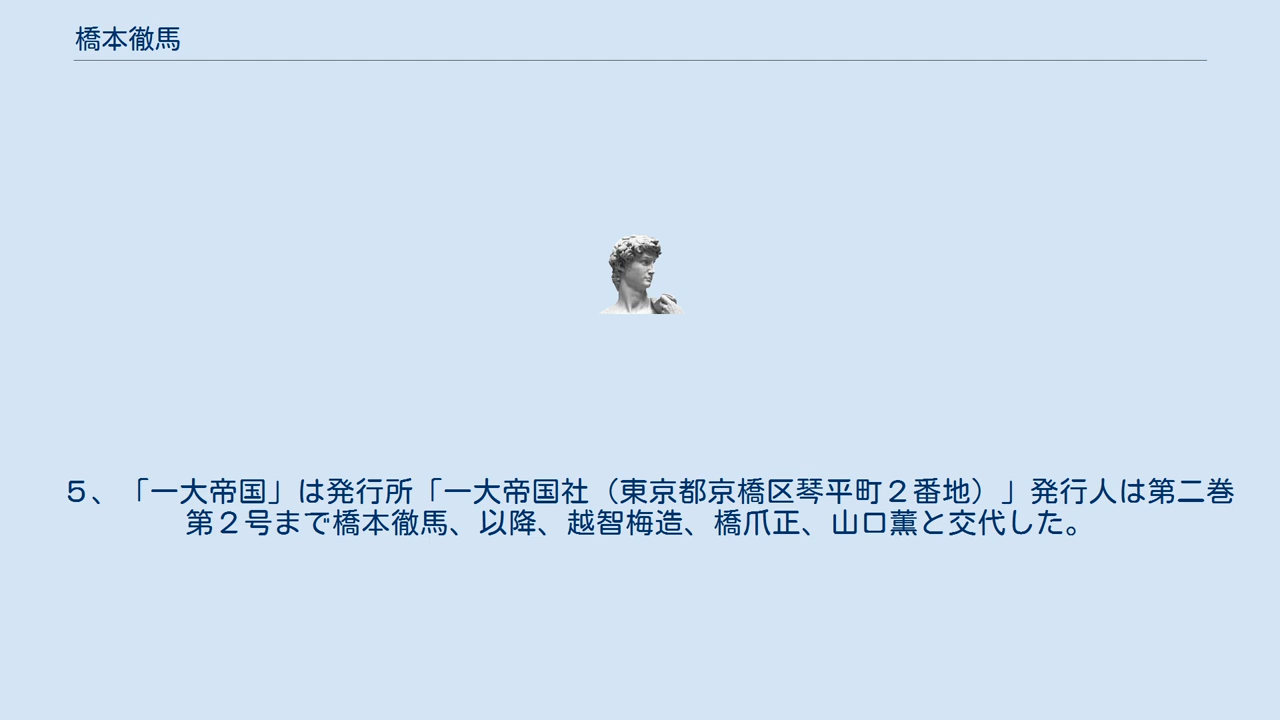 橋本徹馬
５、「一大帝国」は発行所「一大帝国社（東京都京橋区琴平町２番地）」発行人は第二巻
第２号まで橋本徹馬、以降、越智梅造、橋爪正、山口薫と交代した。